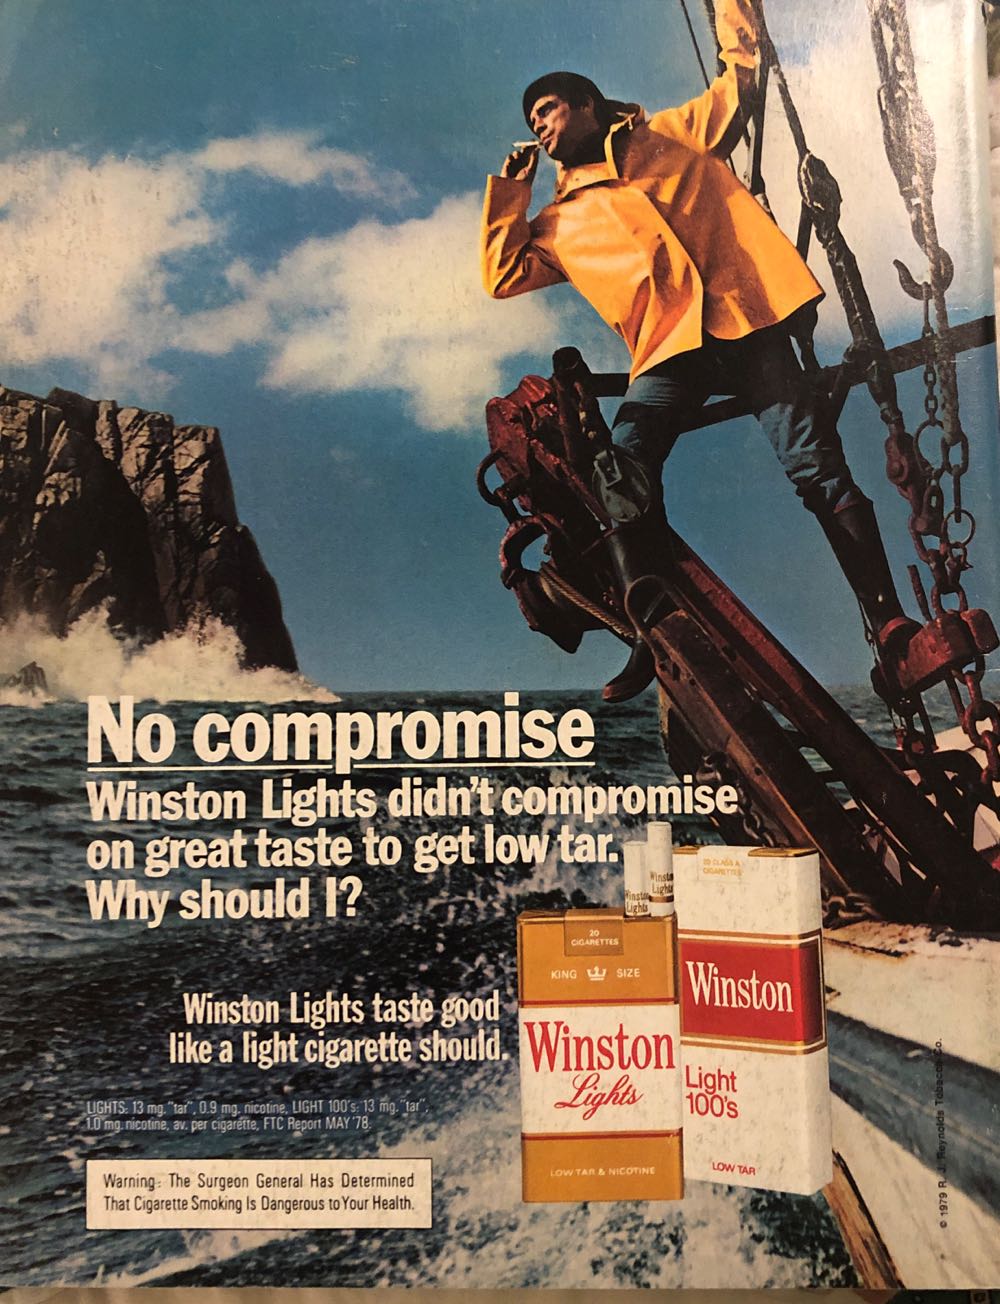 No compromise
Winston Lights didn't compromise
on great taste to get low tar.
Why should I?
Winston Lights taste good
like a light cigarette should.
LIGHTS: 13 mg. "tar", 0.9 mg. nicotine, LIGHT 100's: 13 mg. "tar",
1.0 mg. nicotine, av. per cigarette, FTC Report MAY '78.
Warning: The Surgeon General Has Determined
That Cigarette Smoking Is Dangerous to Your Health.
Winston
Lights
Winston
Lights
20
CIGARETTES
KING SIZE
Winston
Lights
LOW TAR & NICOTINE
20 CLASS A
CIGARETTES
Winston
Light
100's
LOW TAR
© 1979 R. J. Reynolds Tobacco Co.